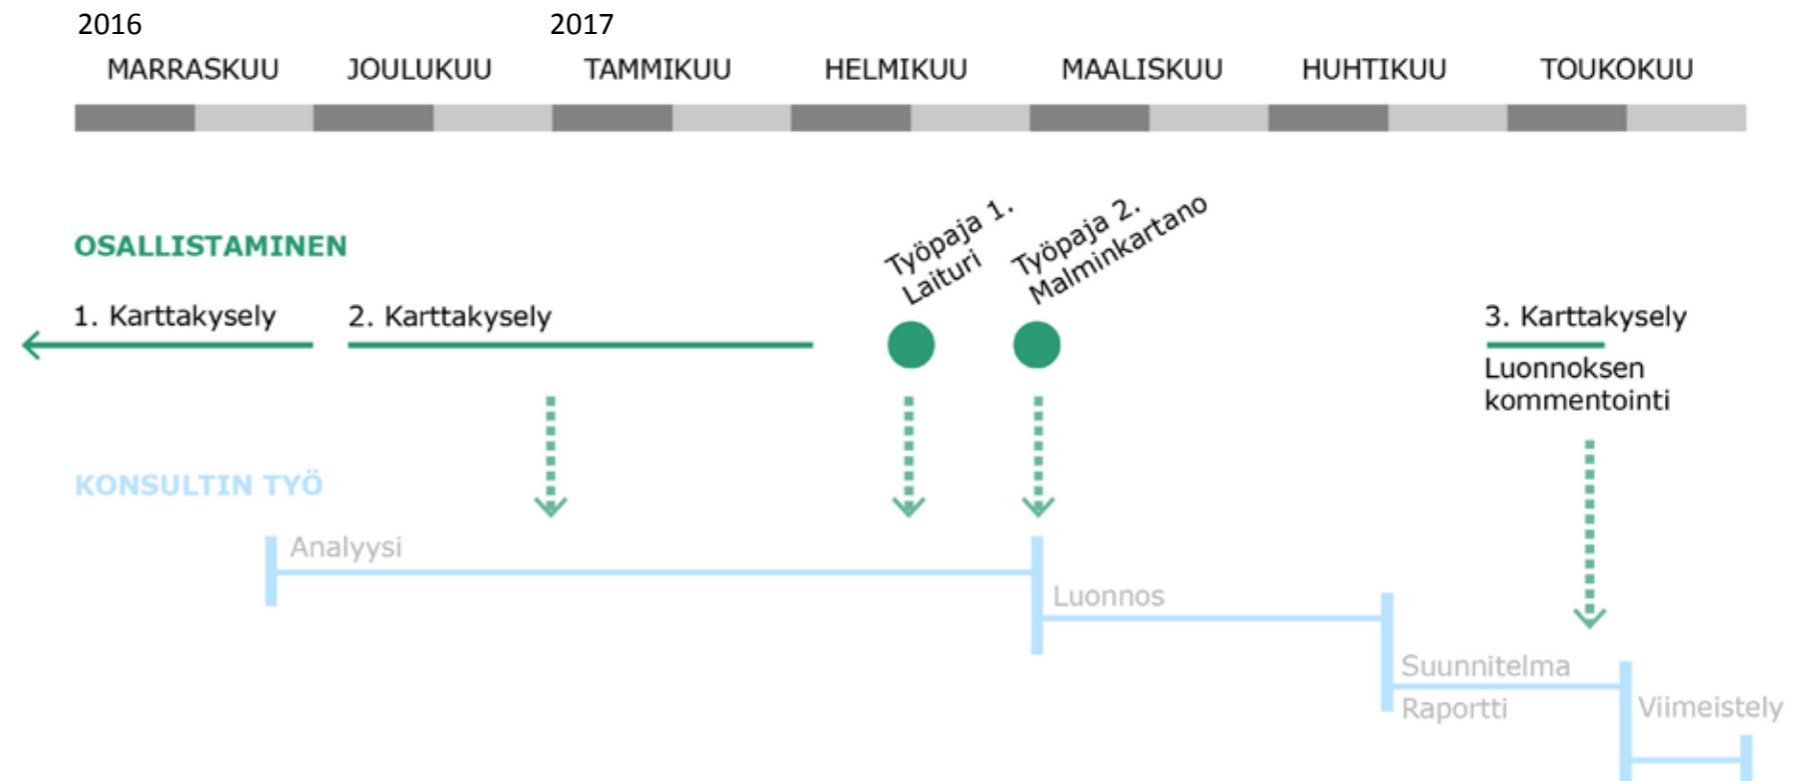 2016 2017
MARRASKUU JOULUKUU TAMMIKUU HELMIKUU MAALISKUU HUHTIKUU TOUKOKUU
OSALLISTAMINEN
Työpaja 1.
Laituri
Työpaja 2.
Malminkartano
1. Karttakysely 2. Karttakysely 3. Karttakysely
Luonnoksen
kommentointi
KONSULTIN TYÖ
Analyysi
Luonnos
Suunnitelma
Raportti
Viimeistely